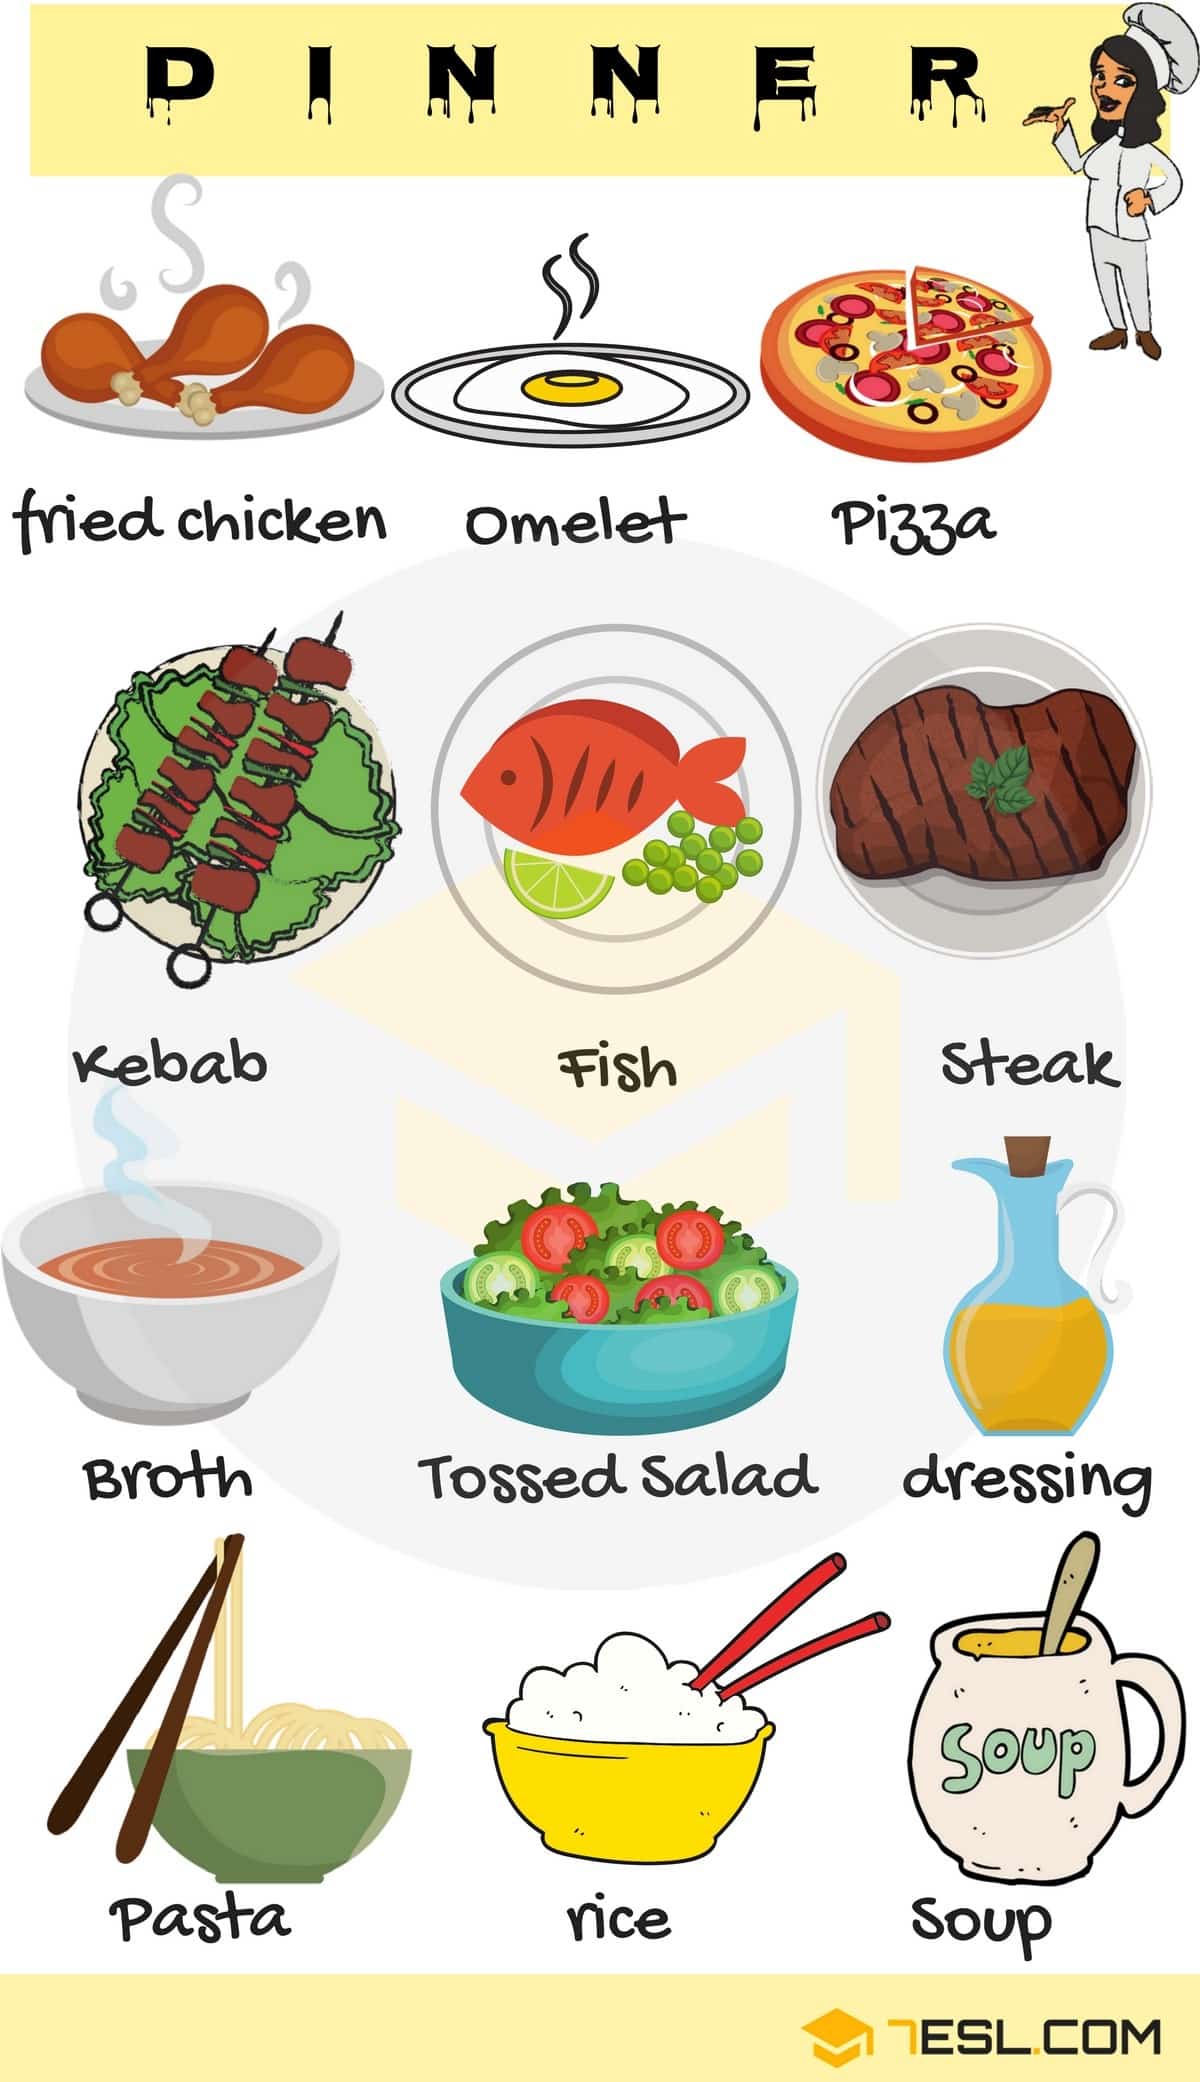 DINNER
fried chicken
Omelet
Pizza
Kebab
Fish
Steak
Broth
Tossed Salad
dressing
Soup
Pasta
rice
Soup
7ESL.COM